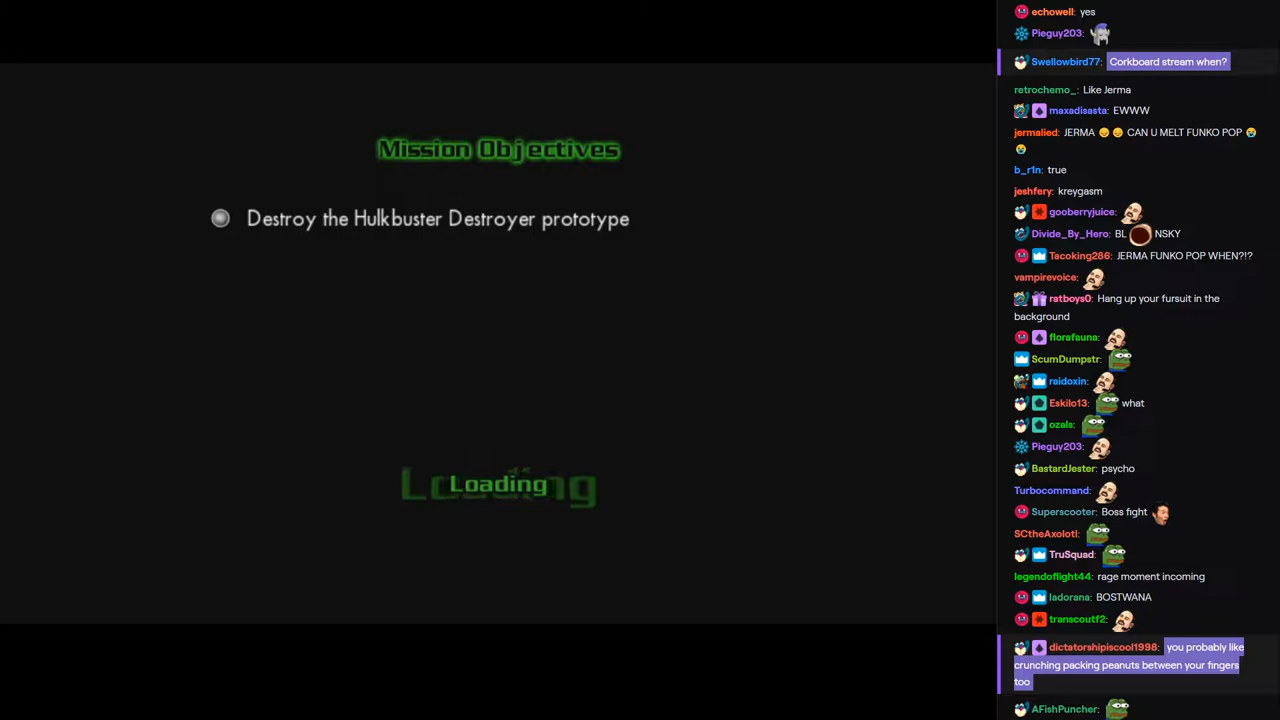 Mission Objectives
Destroy the Hulkbuster Destroyer prototype
Loading
Loading
echowell: yes
Pieguy203:
Swellowbird77: Corkboard stream when?
retrochemo_: Like Jerma
maxadisasta: EWWW
jermalied: JERMA CAN U MELT FUNKO POP
b_r1n: true
jeshfery: kreygasm
gooberryjuice:
Divide_By_Hero: BL NSKY
Tacoking286: JERMA FUNKO POP WHEN?!?
vampirevoice:
ratboys0: Hang up your fursuit in the
background
florafauna:
ScumDumpstr:
raidoxin:
Eskilo13: what
ozals:
Pieguy203:
BastardJester: psycho
Turbocommand:
Superscooter: Boss fight
SCtheAxolotl:
TruSquad:
legendoflight44: rage moment incoming
ladorana: BOSTWANA
transcoutf2:
dictatorshipiscool1998: you probably like
crunching packing peanuts between your fingers
too
AFishPuncher: